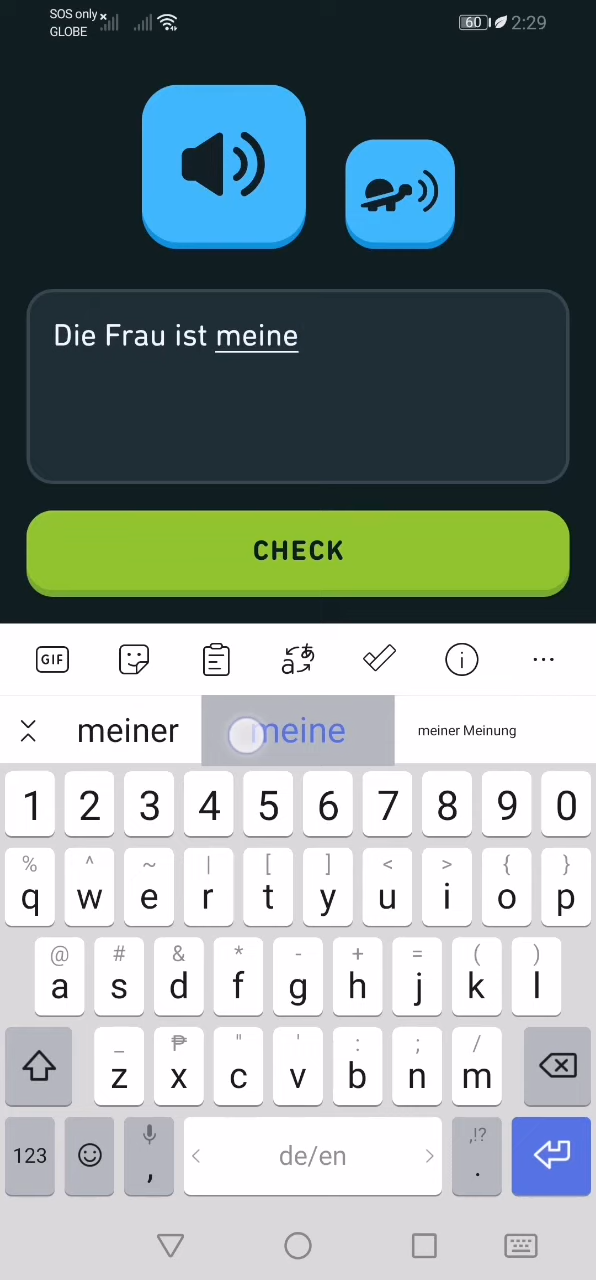 SOS only
GLOBE
60
2:29
Die Frau ist meine
CHECK
GIF
meiner meine meiner Meinung
1 2 3 4 5 6 7 8 9 0
% ^ ~ | [ ] < > { }
q w e r t y u i o p
@ # & * - + = ( )
a s d f g h j k l
_ ₱ " ' : ; /
z x c v b n m
123 , de/en ,!? .